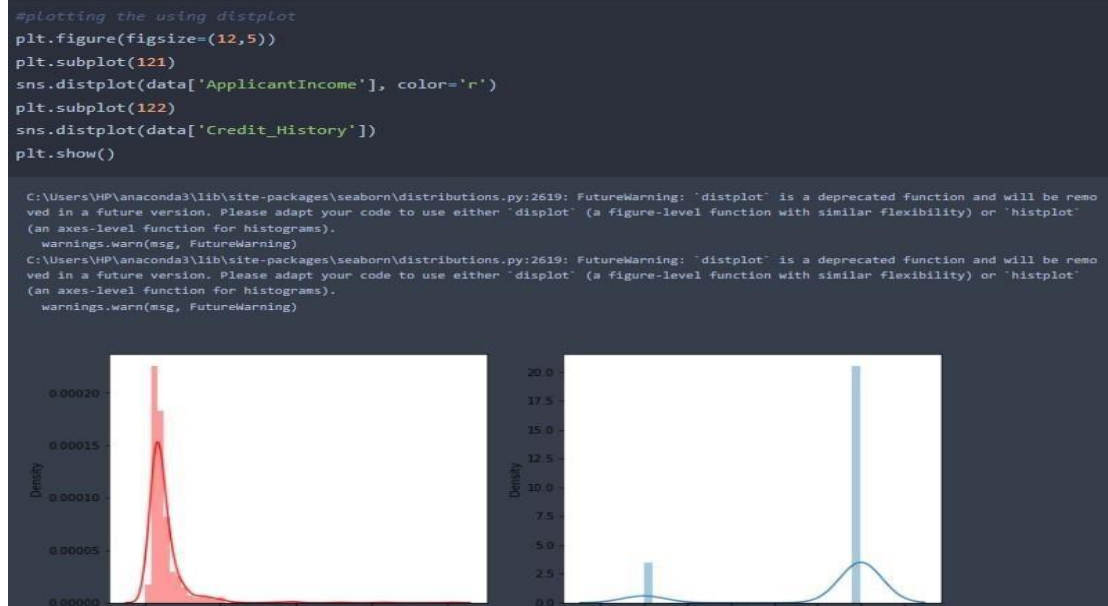 #plotting the using distplot
plt.figure(figsize=(12,5))
plt.subplot(121)
sns.distplot(data['ApplicantIncome'], color='r')
plt.subplot(122)
sns.distplot(data['Credit_History'])
plt.show()
C:\Users\HP\anaconda3\lib\site-packages\seaborn\distributions.py:2619: FutureWarning: `distplot` is a deprecated function and will be remo
ved in a future version. Please adapt your code to use either `displot` (a figure-level function with similar flexibility) or `histplot`
(an axes-level function for histograms).
warnings.warn(msg, FutureWarning)
C:\Users\HP\anaconda3\lib\site-packages\seaborn\distributions.py:2619: FutureWarning: `distplot` is a deprecated function and will be remo
ved in a future version. Please adapt your code to use either `displot` (a figure-level function with similar flexibility) or `histplot`
(an axes-level function for histograms).
warnings.warn(msg, FutureWarning)
0.00020
0.00015
0.00010
0.00005
0.00000
Density
20.0
17.5
15.0
12.5
10.0
7.5
5.0
2.5
0.0
Density